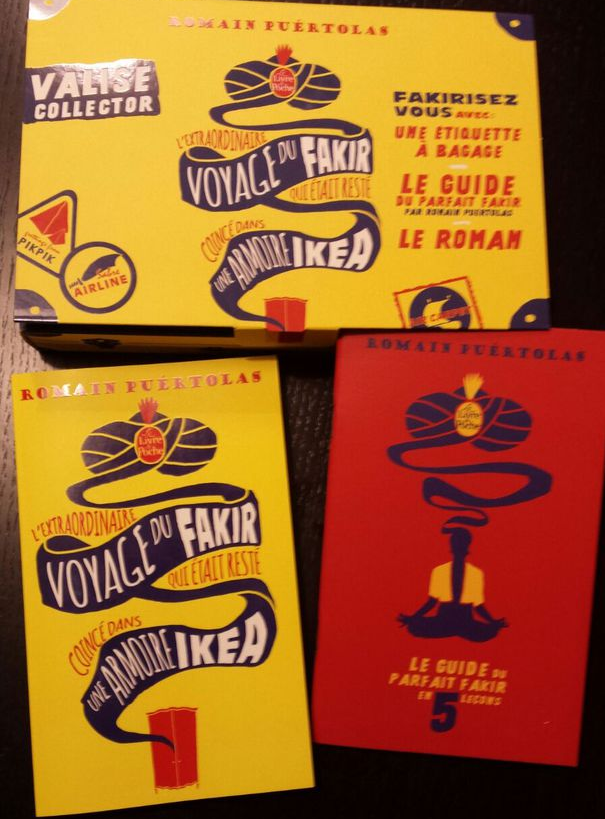 ROMAIN PUÉRTOLAS
VALISE
COLLECTOR
Le
Livre
de
Poche
L'EXTRAORDINAIRE
VOYAGE DU FAKIR
QUI ÉTAIT RESTÉ
COINCÉ DANS
UNE ARMOIRE IKEA
FAKIRISEZ
VOUS AVEC:
UNE ETIQUETTE
À BAGAGE
LE GUIDE
DU PARFAIT FAKIR
PAR ROMAIN PUERTOLAS
LE ROMAN
PIKPIK
AIRLINE
ROMAIN PUÉRTOLAS
Le
Livre
de
Poche
L'EXTRAORDINAIRE
VOYAGE DU FAKIR
QUI ÉTAIT RESTÉ
COINCÉ DANS
UNE ARMOIRE IKEA
ROMAIN PUÉRTOLAS
Le
Livre
de
Poche
LE GUIDE DU
PARFAIT FAKIR
EN 5 LECONS